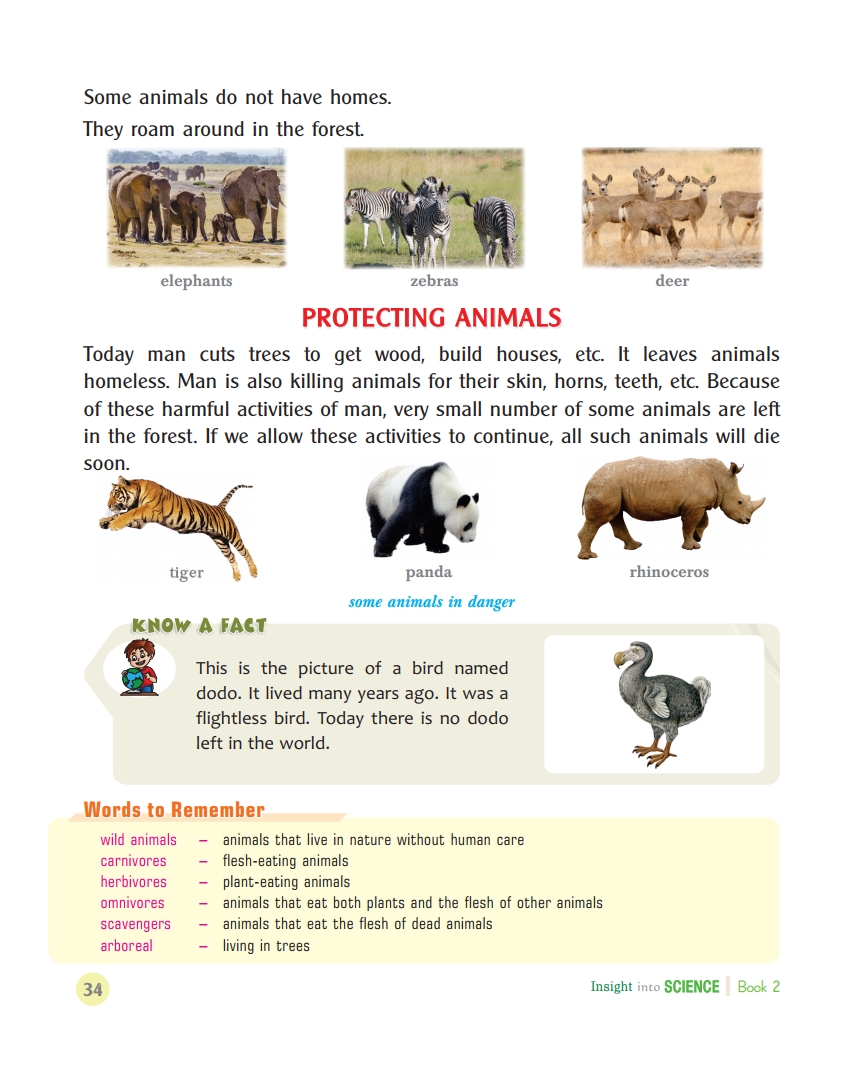 Some animals do not have homes.
They roam around in the forest.
elephants
zebras
deer
PROTECTING ANIMALS
Today man cuts trees to get wood, build houses, etc. It leaves animals
homeless. Man is also killing animals for their skin, horns, teeth, etc. Because
of these harmful activities of man, very small number of some animals are left
in the forest. If we allow these activities to continue, all such animals will die
soon.
tiger
panda
rhinoceros
some animals in danger
KNOW A FACT
This is the picture of a bird named
dodo. It lived many years ago. It was a
flightless bird. Today there is no dodo
left in the world.
Words to Remember
wild animals – animals that live in nature without human care
carnivores – flesh-eating animals
herbivores – plant-eating animals
omnivores – animals that eat both plants and the flesh of other animals
scavengers – animals that eat the flesh of dead animals
arboreal – living in trees
34
Insight into SCIENCE | Book 2